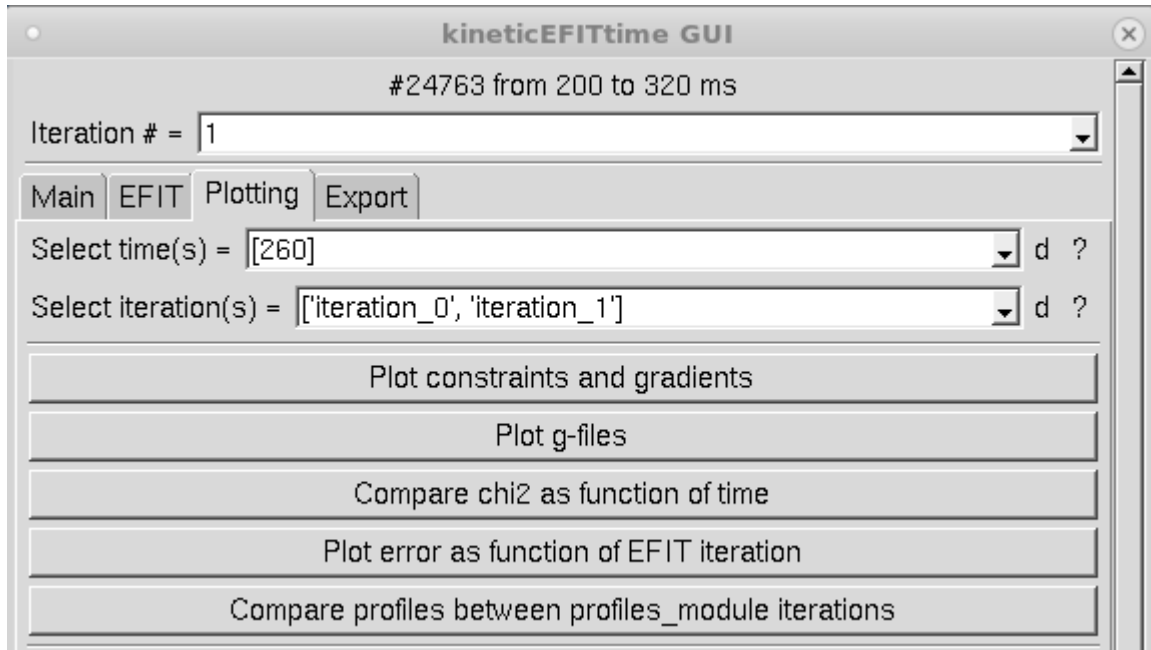 kineticEFITtime GUI
#24763 from 200 to 320 ms
Iteration # = 1
Main EFIT Plotting Export
Select time(s) = [260] d ?
Select iteration(s) = ['iteration_0', 'iteration_1'] d ?
Plot constraints and gradients
Plot g-files
Compare chi2 as function of time
Plot error as function of EFIT iteration
Compare profiles between profiles_module iterations